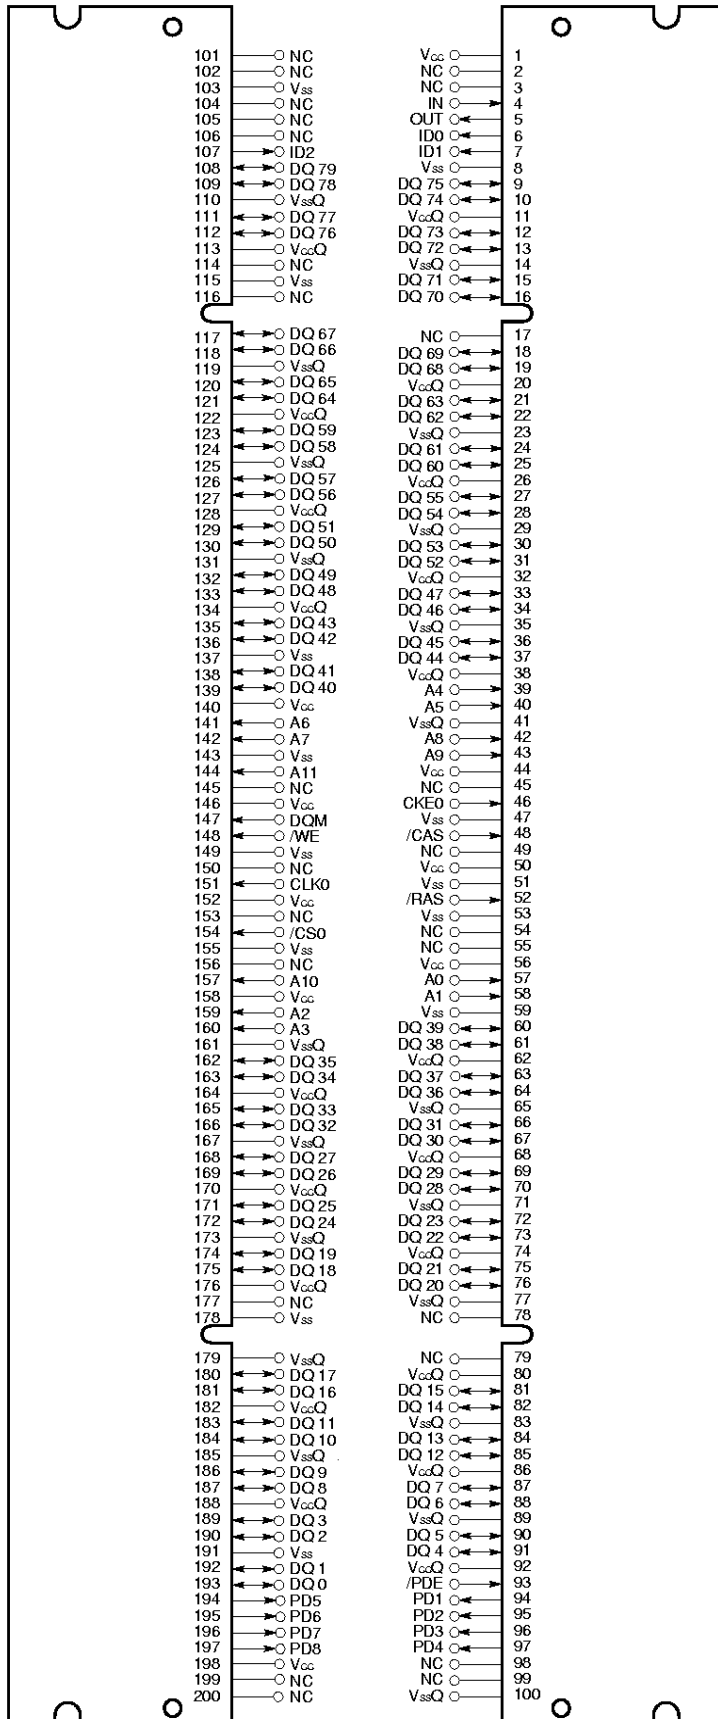 101 NC VCC 1
102 NC NC 2
103 VSS NC 3
104 NC IN 4
105 NC OUT 5
106 NC ID0 6
107 ID2 ID1 7
108 DQ 79 VSS 8
109 DQ 78 DQ 75 9
110 VSSQ DQ 74 10
111 DQ 77 VCCQ 11
112 DQ 76 DQ 73 12
113 VCCQ DQ 72 13
114 NC VSSQ 14
115 VSS DQ 71 15
116 NC DQ 70 16
117 DQ 67 NC 17
118 DQ 66 DQ 69 18
119 VSSQ DQ 68 19
120 DQ 65 VCCQ 20
121 DQ 64 DQ 63 21
122 VCCQ DQ 62 22
123 DQ 59 VSSQ 23
124 DQ 58 DQ 61 24
125 VSSQ DQ 60 25
126 DQ 57 VCCQ 26
127 DQ 56 DQ 55 27
128 VCCQ DQ 54 28
129 DQ 51 VSSQ 29
130 DQ 50 DQ 53 30
131 VSSQ DQ 52 31
132 DQ 49 VCCQ 32
133 DQ 48 DQ 47 33
134 VCCQ DQ 46 34
135 DQ 43 VSSQ 35
136 DQ 42 DQ 45 36
137 VSS DQ 44 37
138 DQ 41 VCCQ 38
139 DQ 40 A4 39
140 VCC A5 40
141 A6 VSSQ 41
142 A7 A8 42
143 VSS A9 43
144 A11 VCC 44
145 NC NC 45
146 VCC CKE0 46
147 DQM VSS 47
148 /WE /CAS 48
149 VSS NC 49
150 NC VCC 50
151 CLK0 VSS 51
152 VCC /RAS 52
153 NC VSS 53
154 /CS0 NC 54
155 VSS NC 55
156 NC VCC 56
157 A10 A0 57
158 VCC A1 58
159 A2 VSS 59
160 A3 DQ 39 60
161 VSSQ DQ 38 61
162 DQ 35 VCCQ 62
163 DQ 34 DQ 37 63
164 VCCQ DQ 36 64
165 DQ 33 VSSQ 65
166 DQ 32 DQ 31 66
167 VSSQ DQ 30 67
168 DQ 27 VCCQ 68
169 DQ 26 DQ 29 69
170 VCCQ DQ 28 70
171 DQ 25 VSSQ 71
172 DQ 24 DQ 23 72
173 VSSQ DQ 22 73
174 DQ 19 VCCQ 74
175 DQ 18 DQ 21 75
176 VCCQ DQ 20 76
177 NC VSSQ 77
178 VSS NC 78
179 VSSQ NC 79
180 DQ 17 VCCQ 80
181 DQ 16 DQ 15 81
182 VCCQ DQ 14 82
183 DQ 11 VSSQ 83
184 DQ 10 DQ 13 84
185 VSSQ DQ 12 85
186 DQ 9 VCCQ 86
187 DQ 8 DQ 7 87
188 VCCQ DQ 6 88
189 DQ 3 VSSQ 89
190 DQ 2 DQ 5 90
191 VSS DQ 4 91
192 DQ 1 VCCQ 92
193 DQ 0 /PDE 93
194 PD5 PD1 94
195 PD6 PD2 95
196 PD7 PD3 96
197 PD8 PD4 97
198 VCC NC 98
199 NC NC 99
200 NC VSSQ 100